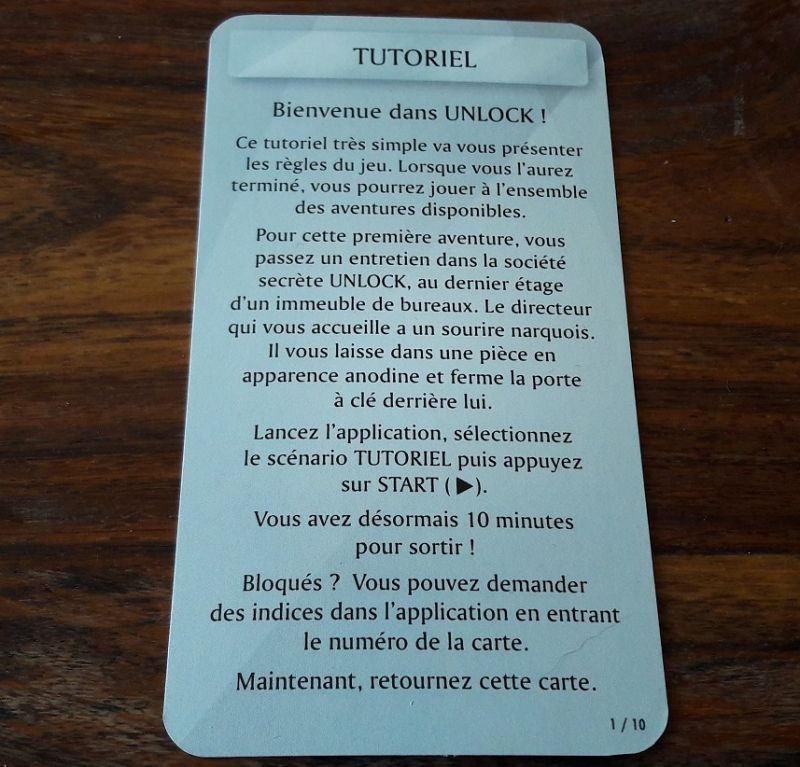 TUTORIEL
Bienvenue dans UNLOCK !
Ce tutoriel très simple va vous présenter
les règles du jeu. Lorsque vous l'aurez
terminé, vous pourrez jouer à l'ensemble
des aventures disponibles.
Pour cette première aventure, vous
passez un entretien dans la société
secrète UNLOCK, au dernier étage
d'un immeuble de bureaux. Le directeur
qui vous accueille a un sourire narquois.
Il vous laisse dans une pièce en
apparence anodine et ferme la porte
à clé derrière lui.
Lancez l'application, sélectionnez
le scénario TUTORIEL puis appuyez
sur START ( ▶).
Vous avez désormais 10 minutes
pour sortir !
Bloqués ? Vous pouvez demander
des indices dans l'application en entrant
le numéro de la carte.
Maintenant, retournez cette carte.
1 / 10